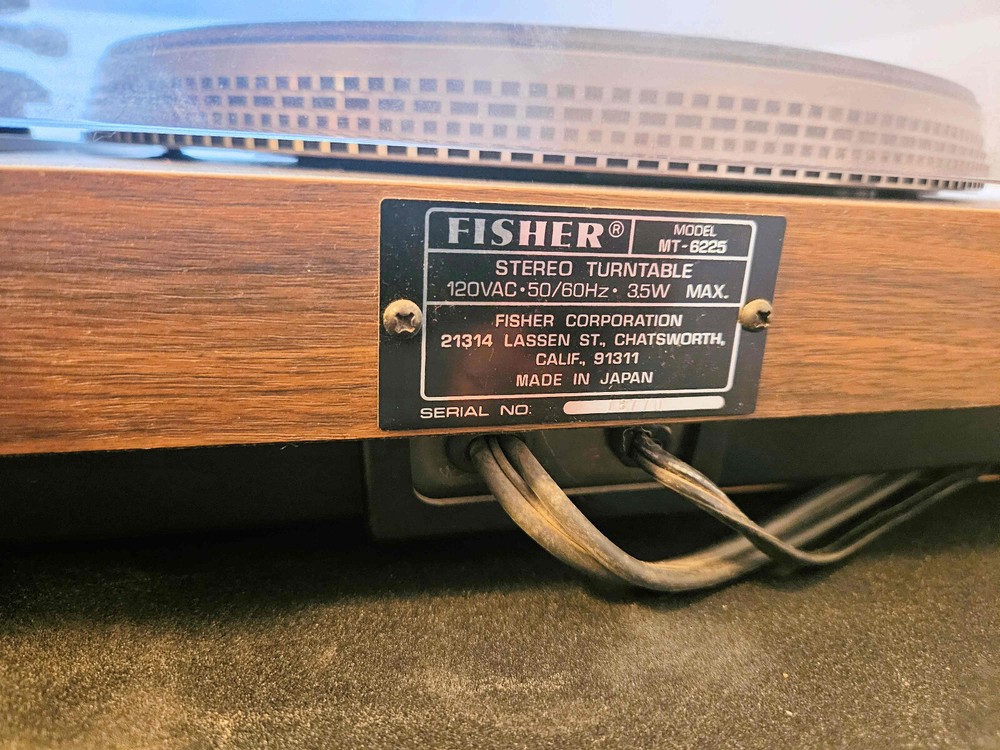 FISHER®
MODEL
MT-6225
STEREO TURNTABLE
120VAC•50/60Hz• 3.5W MAX.
FISHER CORPORATION
21314 LASSEN ST., CHATSWORTH,
CALIF., 91311
MADE IN JAPAN
SERIAL NO.